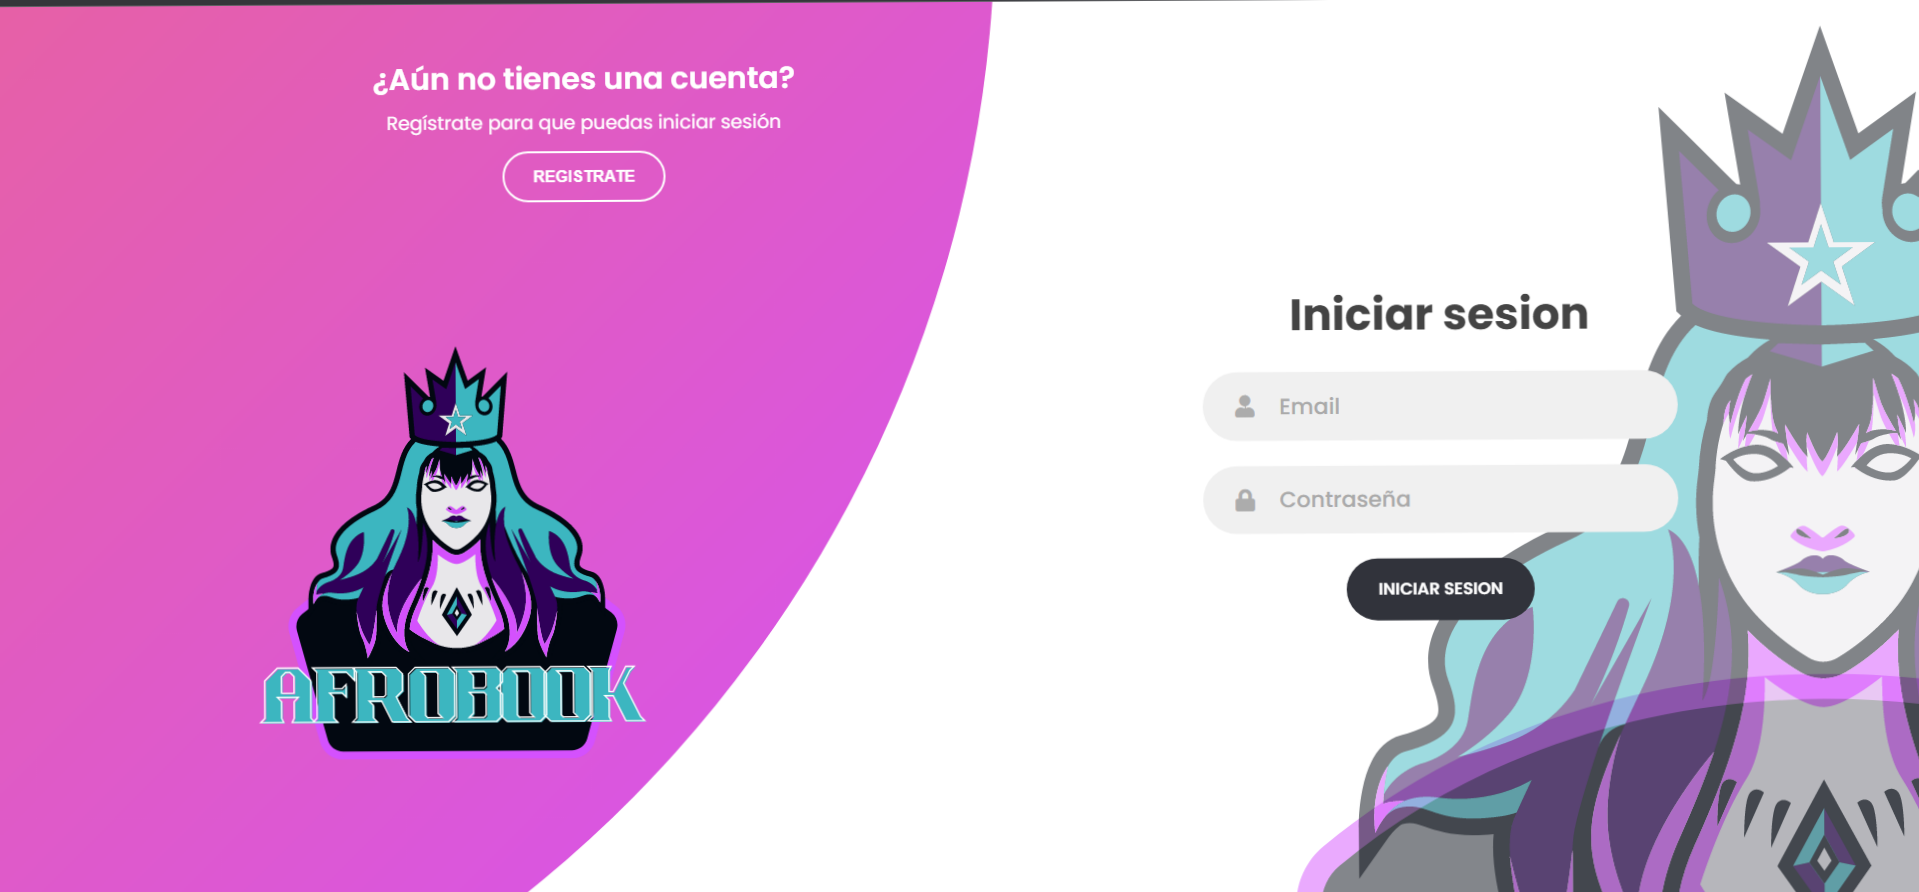 ¿Aún no tienes una cuenta?
Regístrate para que puedas iniciar sesión
REGISTRATE
AFROBOOK
Iniciar sesion
Email
Contraseña
INICIAR SESION